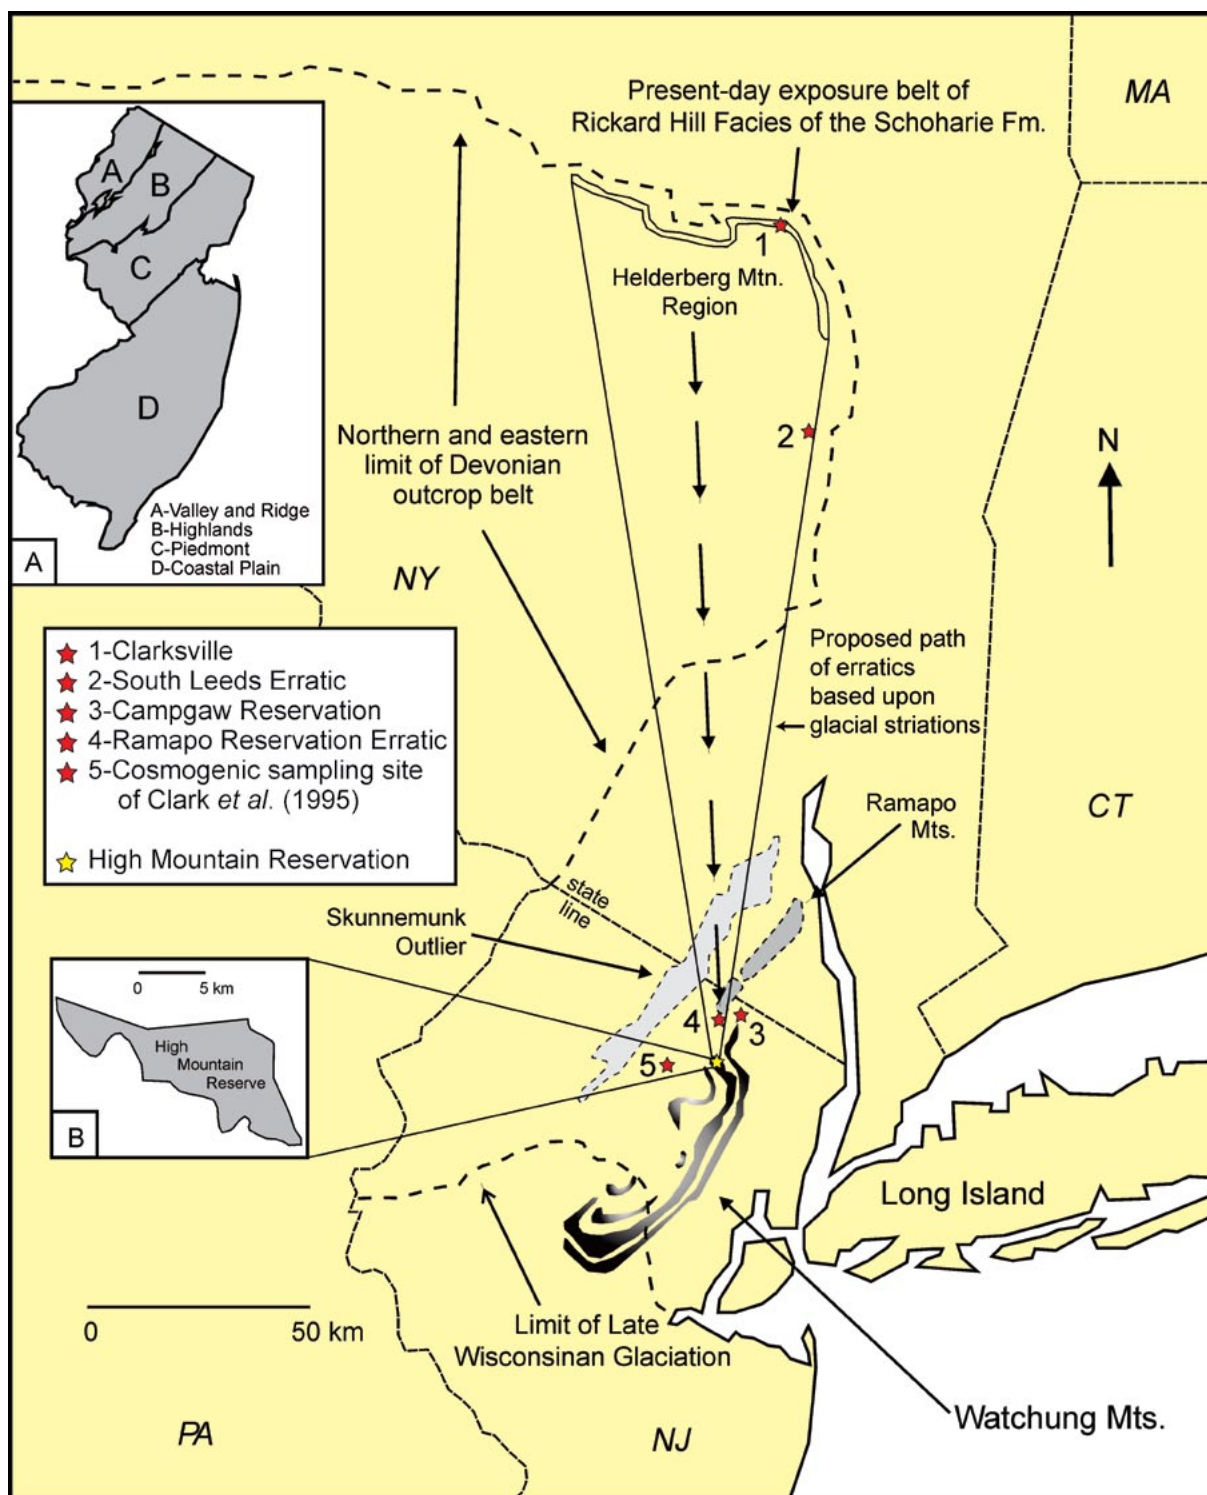 Present-day exposure belt of
Rickard Hill Facies of the Schoharie Fm.
MA
A
B
C
D
A-Valley and Ridge
B-Highlands
C-Piedmont
D-Coastal Plain
A
1
Helderberg Mtn.
Region
2
Northern and eastern
limit of Devonian
outcrop belt
N
NY
1-Clarksville
2-South Leeds Erratic
3-Campgaw Reservation
4-Ramapo Reservation Erratic
5-Cosmogenic sampling site
of Clark et al. (1995)
High Mountain Reservation
Proposed path
of erratics
based upon
glacial striations
Ramapo
Mts.
CT
state
line
Skunnemunk
Outlier
0 5 km
High
Mountain
Reserve
B
4
3
5
Long Island
0 50 km
Limit of Late
Wisconsinan Glaciation
Watchung Mts.
PA
NJ